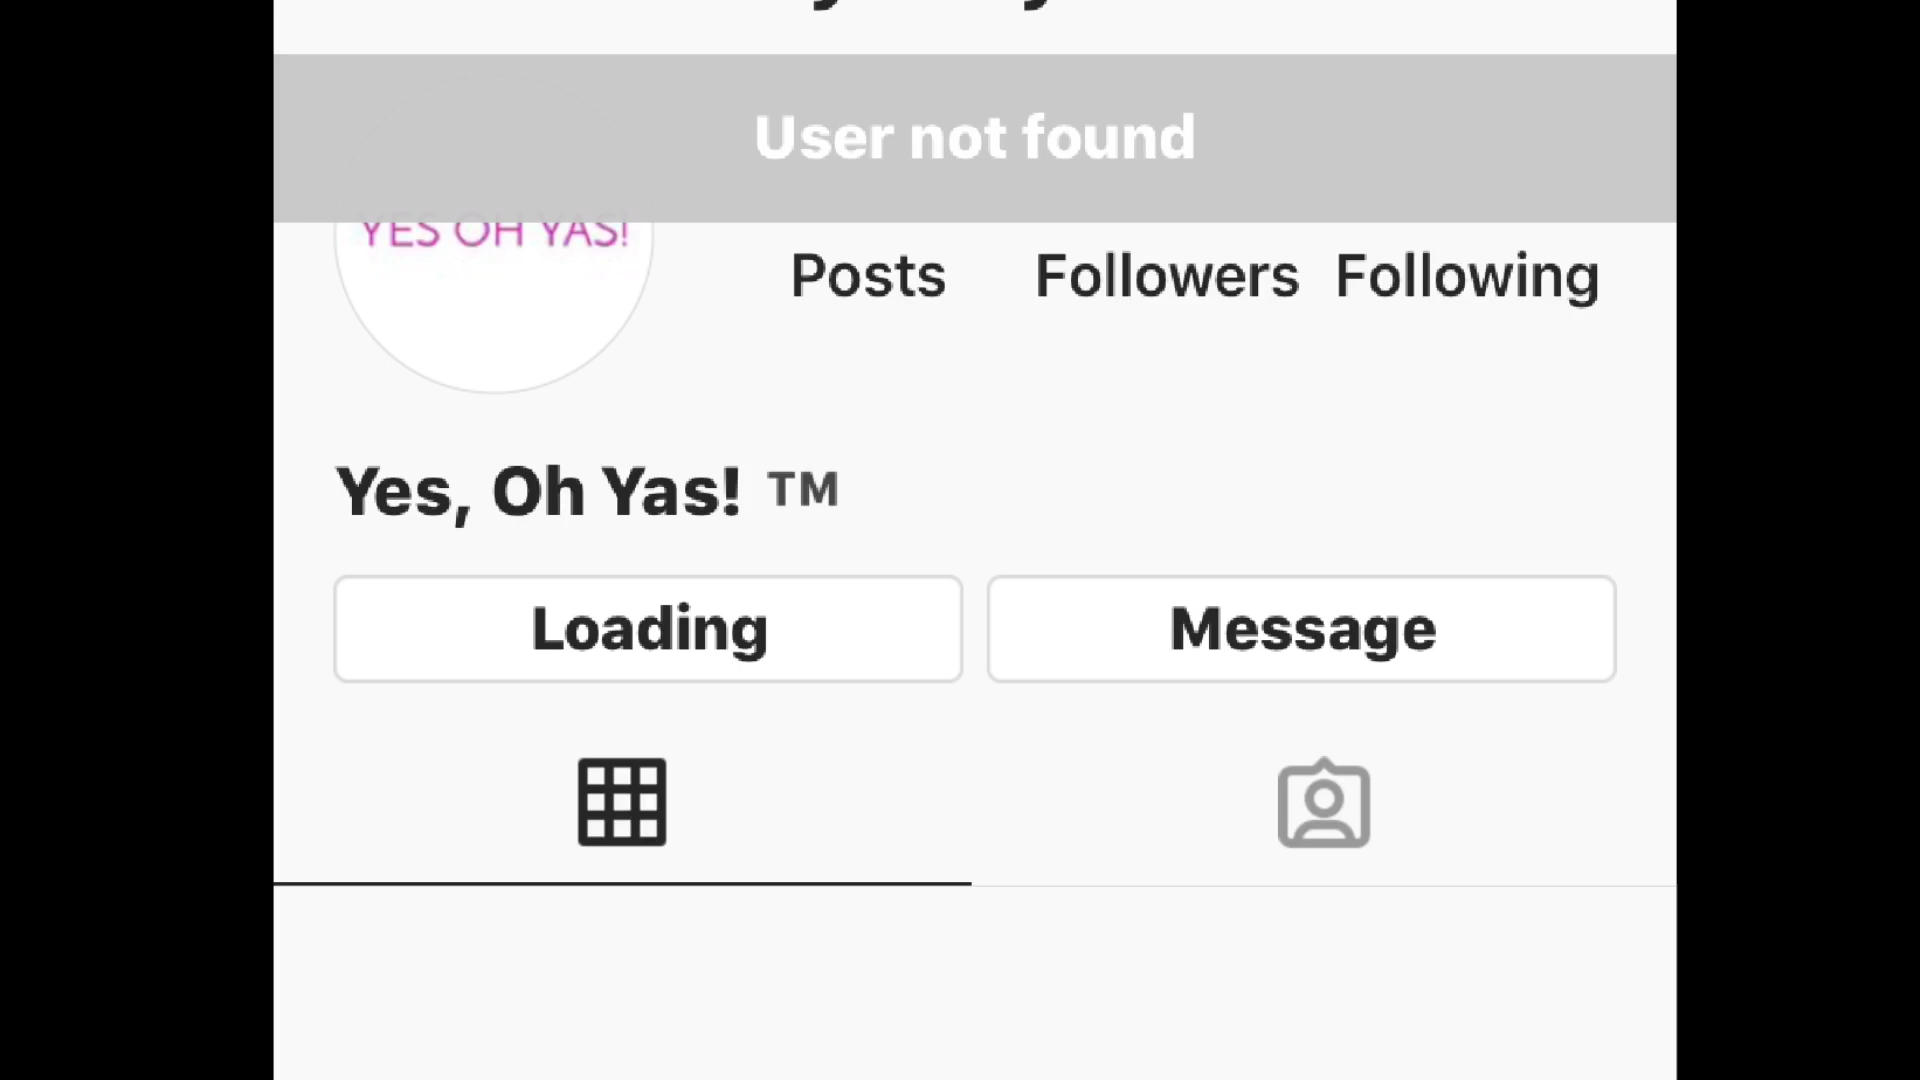 User not found
YES OH YAS!
Posts Followers Following
Yes, Oh Yas! ™
Loading Message